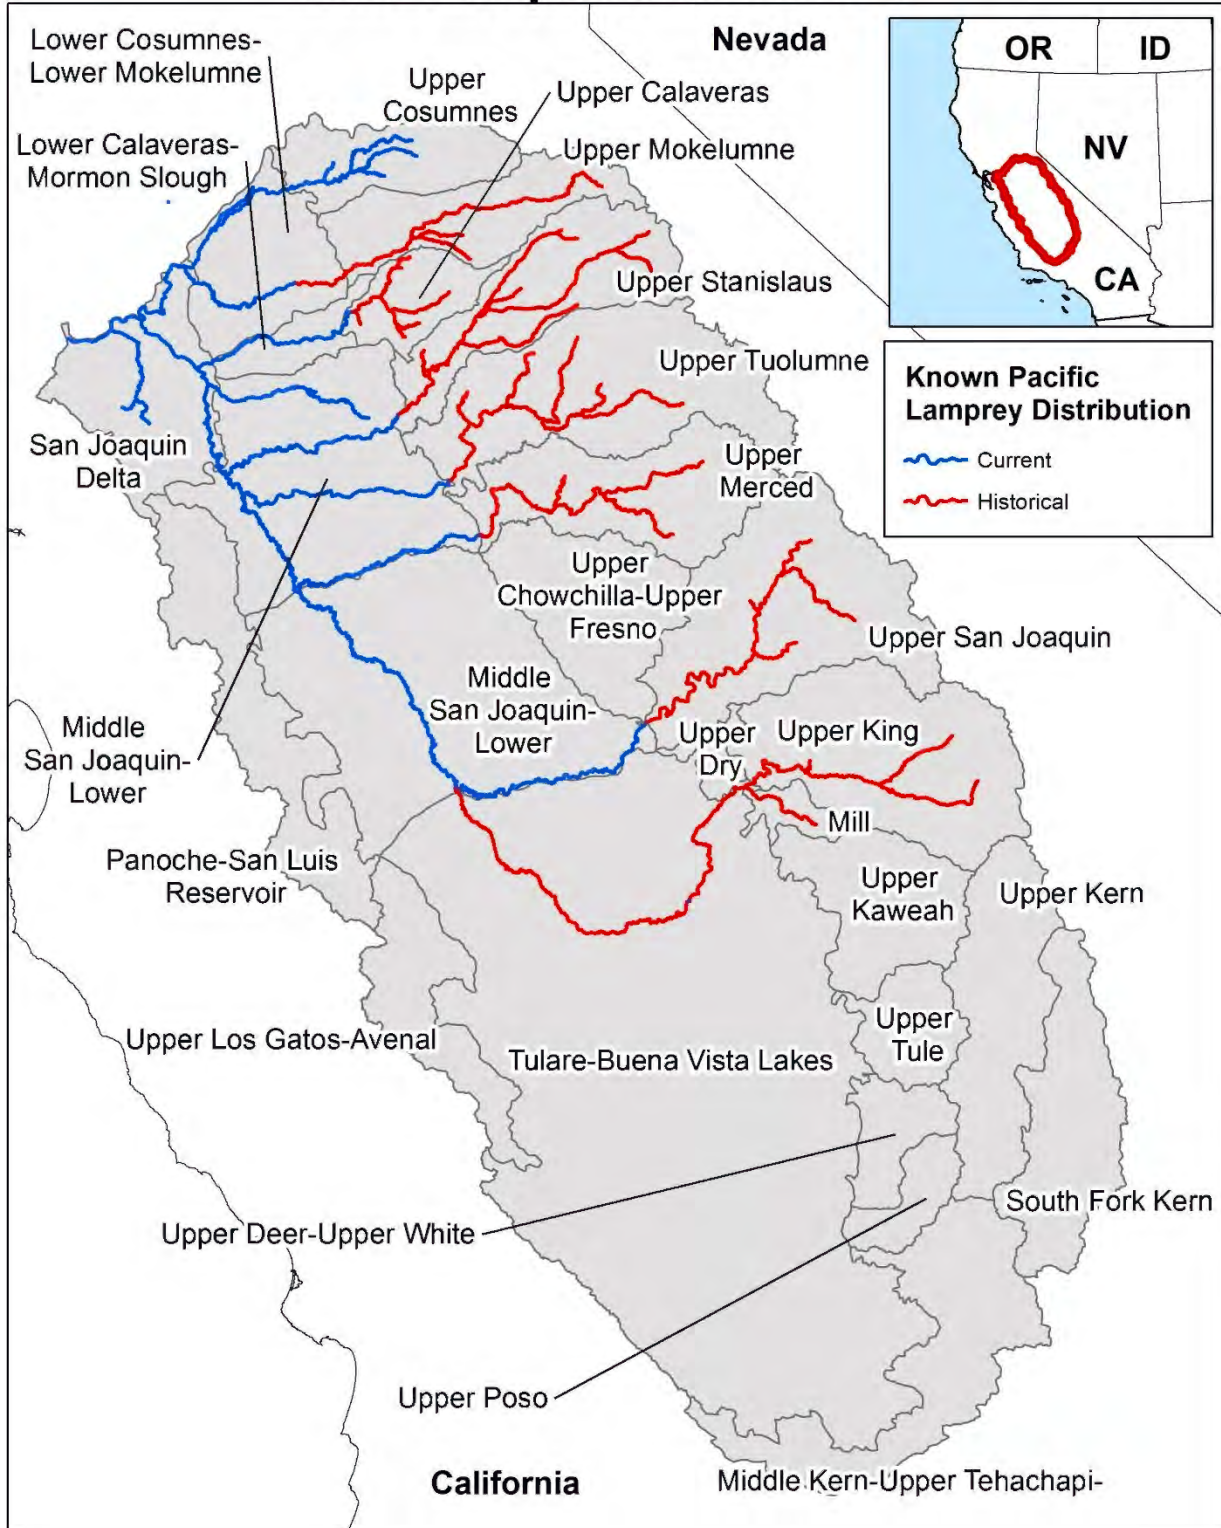 Nevada
Lower Cosumnes-
Lower Mokelumne
Upper
Cosumnes
Upper Calaveras
Lower Calaveras-
Mormon Slough
Upper Mokelumne
OR
ID
NV
CA
Upper Stanislaus
Upper Tuolumne
Known Pacific
Lamprey Distribution
Current
Historical
San Joaquin
Delta
Upper
Merced
Upper
Chowchilla-Upper
Fresno
Upper San Joaquin
Middle
San Joaquin-
Lower
Middle
San Joaquin-
Lower
Upper
Dry
Upper King
Mill
Panoche-San Luis
Reservoir
Upper
Kaweah
Upper Kern
Upper Los Gatos-Avenal
Upper
Tule
Tulare-Buena Vista Lakes
Upper Deer-Upper White
South Fork Kern
Upper Poso
California
Middle Kern-Upper Tehachapi-